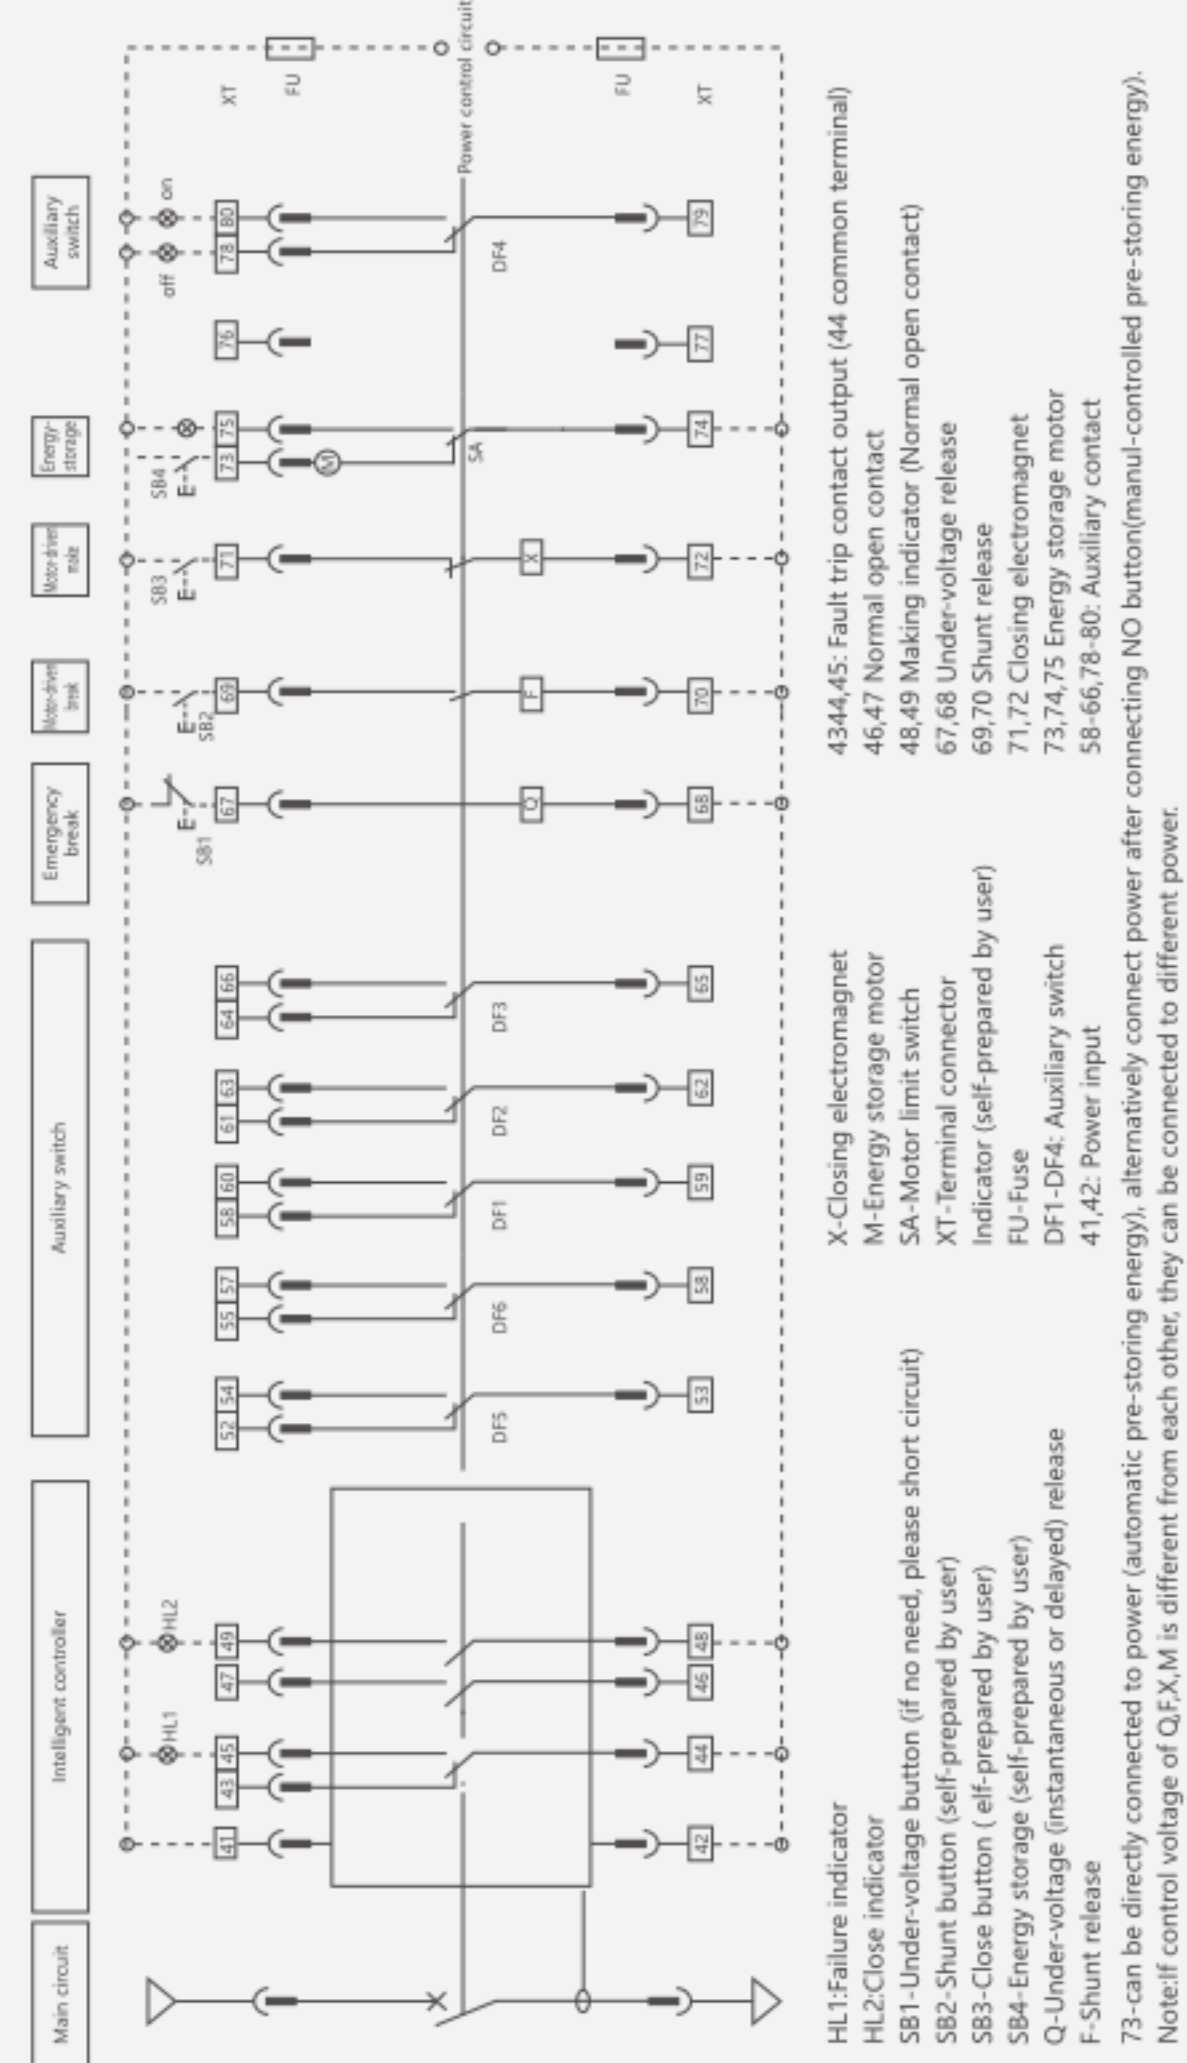 Main circuit
Intelligent controller
Auxiliary switch
Emergency
break
Motor-driven
break
Motor-driven
make
Energy-
storage
Auxiliary
switch
HL1
HL2
SB1
SB2
SB3
SB4
off
on
E
E
E
E
41
43
45
47
49
52
54
55
57
58
60
61
63
64
66
67
69
71
73
75
76
78
80
XT
FU
M
Power control circuit
DF5
DF6
DF1
DF2
DF3
SA
DF4
Q
F
X
FU
42
44
46
48
53
58
59
62
65
68
70
72
74
77
79
XT
HL1:Failure indicator
HL2:Close indicator
SB1-Under-voltage button (if no need, please short circuit)
SB2-Shunt button (self-prepared by user)
SB3-Close button ( elf-prepared by user)
SB4-Energy storage (self-prepared by user)
Q-Under-voltage (instantaneous or delayed) release
F-Shunt release
X-Closing electromagnet
M-Energy storage motor
SA-Motor limit switch
XT-Terminal connector
Indicator (self-prepared by user)
FU-Fuse
DF1-DF4: Auxiliary switch
41,42: Power input
4344,45: Fault trip contact output (44 common terminal)
46,47 Normal open contact
48,49 Making indicator (Normal open contact)
67,68 Under-voltage release
69,70 Shunt release
71,72 Closing electromagnet
73,74,75 Energy storage motor
58-66,78-80: Auxiliary contact
73-can be directly connected to power (automatic pre-storing energy), alternatively connect power after connecting NO button(manul-controlled pre-storing energy).
Note:If control voltage of Q,F,X,M is different from each other, they can be connected to different power.